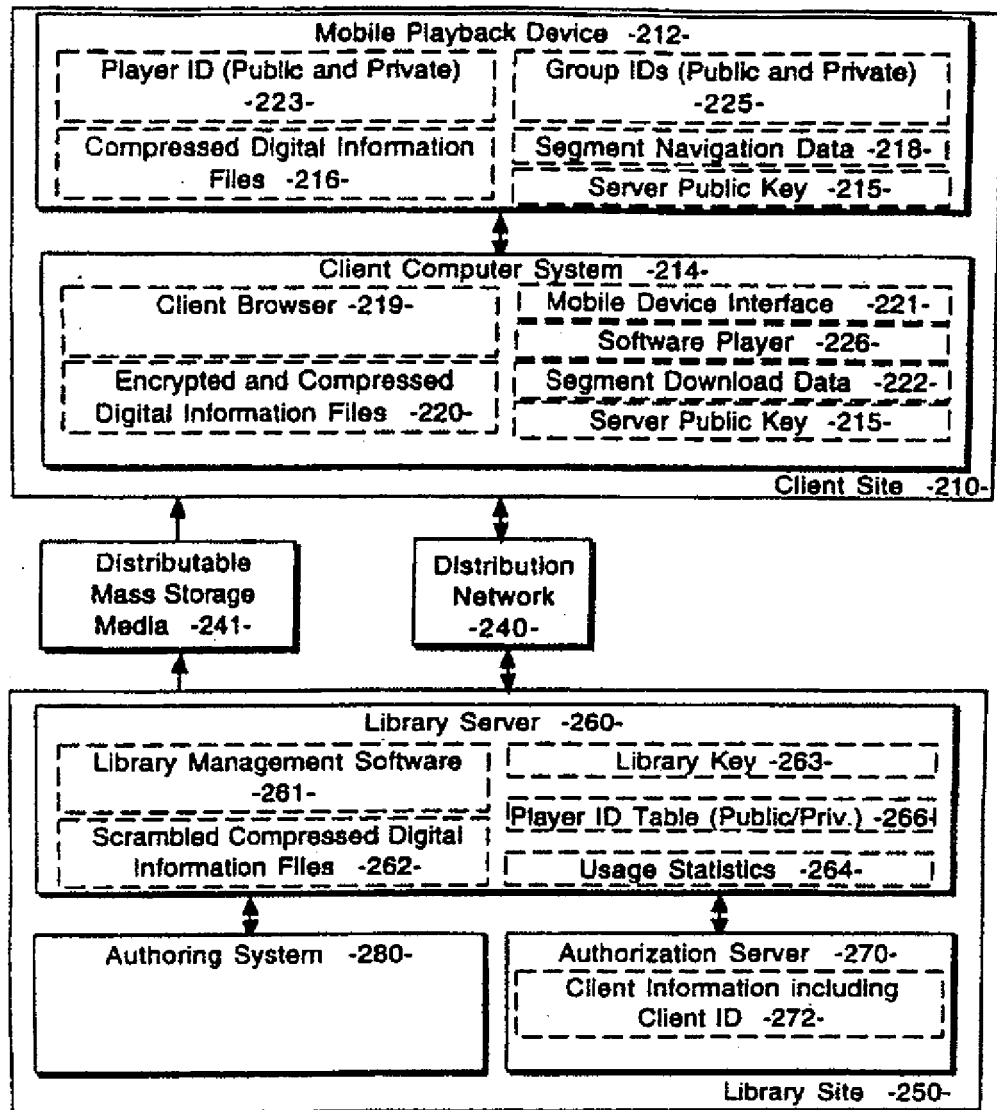 Mobile Playback Device -212-
Player ID (Public and Private)
-223-
Group IDs (Public and Private)
-225-
Compressed Digital Information
Files -216-
Segment Navigation Data -218-
Server Public Key -215-
Client Computer System -214-
Client Browser -219-
Mobile Device Interface -221-
Software Player -226-
Encrypted and Compressed
Digital Information Files -220-
Segment Download Data -222-
Server Public Key -215-
Client Site -210-
Distributable
Mass Storage
Media -241-
Distribution
Network
-240-
Library Server -260-
Library Management Software
-261-
Library Key -263-
Player ID Table (Public/Priv.) -266-
Scrambled Compressed Digital
Information Files -262-
Usage Statistics -264-
Authoring System -280-
Authorization Server -270-
Client Information including
Client ID -272-
Library Site -250-